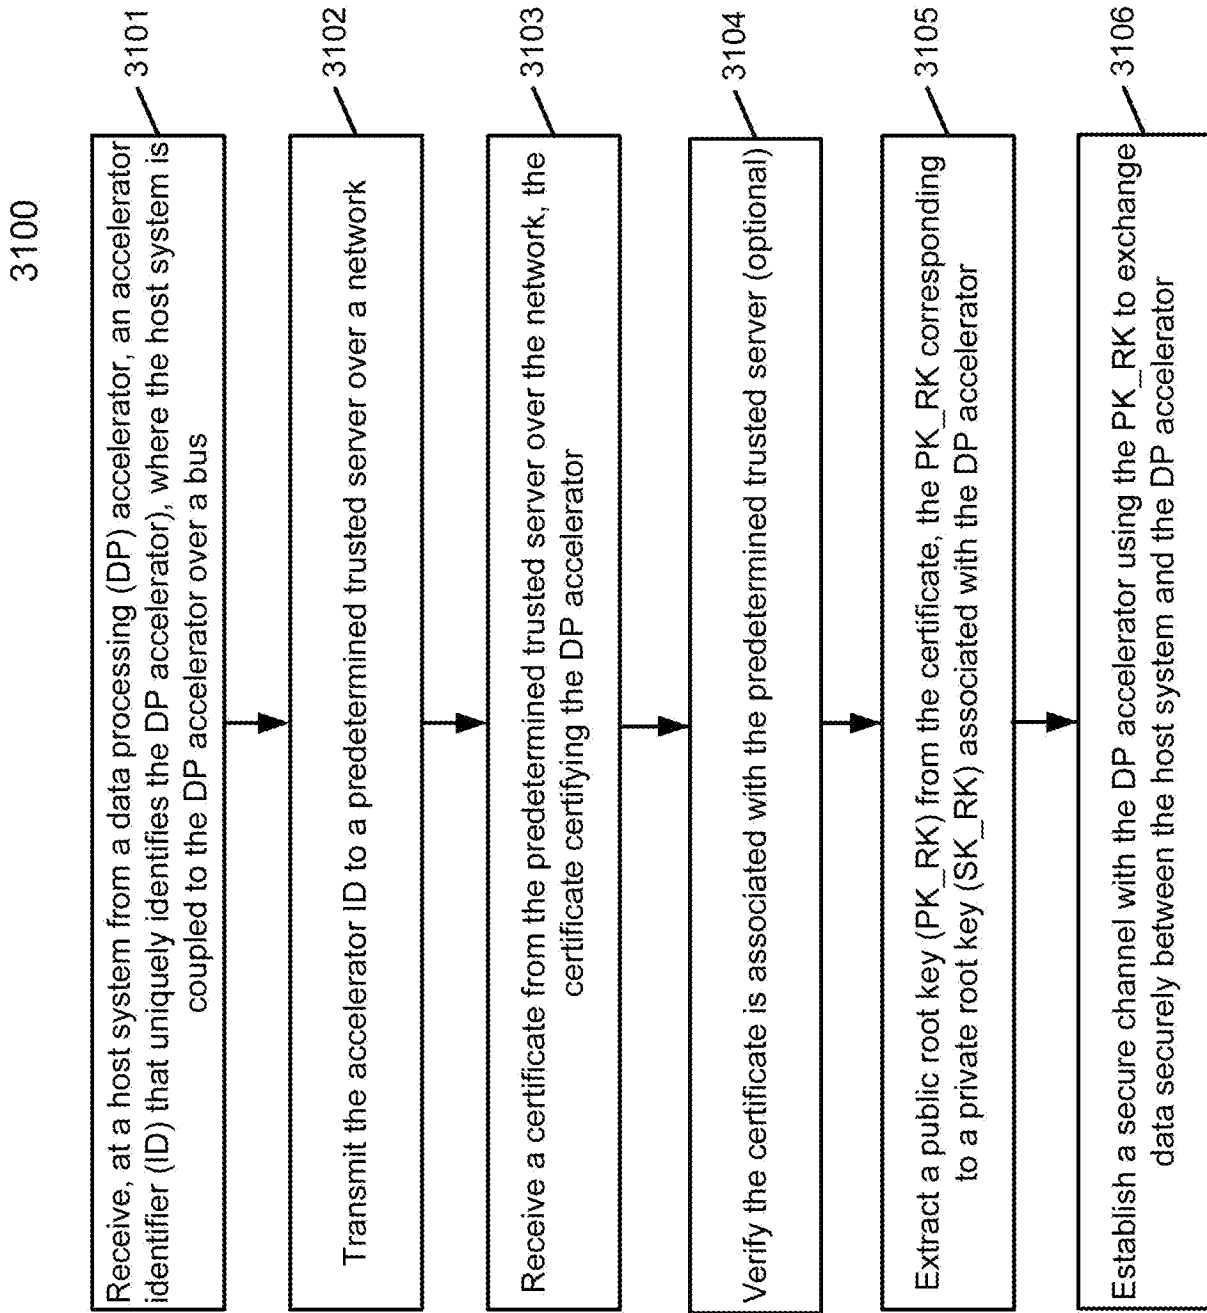 3100
Receive, at a host system from a data processing (DP) accelerator, an accelerator
identifier (ID) that uniquely identifies the DP accelerator), where the host system is
coupled to the DP accelerator over a bus
3101
Transmit the accelerator ID to a predetermined trusted server over a network
3102
Receive a certificate from the predetermined trusted server over the network, the
certificate certifying the DP accelerator
3103
Verify the certificate is associated with the predetermined trusted server (optional)
3104
Extract a public root key (PK_RK) from the certificate, the PK_RK corresponding
to a private root key (SK_RK) associated with the DP accelerator
3105
Establish a secure channel with the DP accelerator using the PK_RK to exchange
data securely between the host system and the DP accelerator
3106